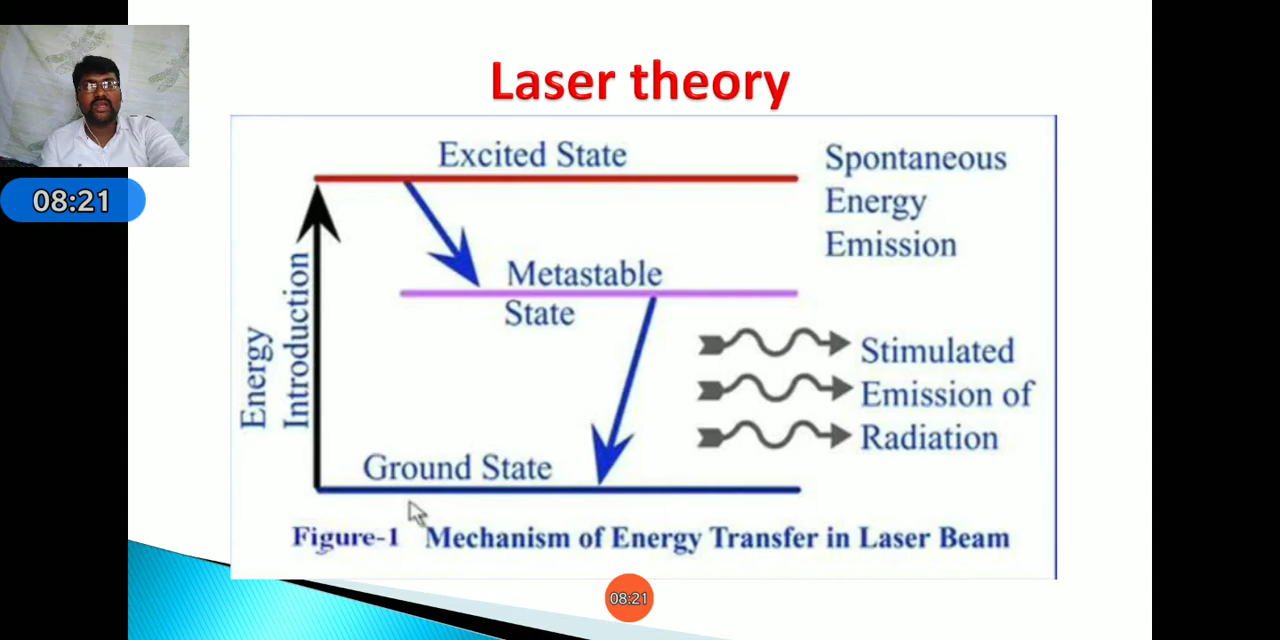 Laser theory
08:21
Excited State
Spontaneous
Energy
Emission
Metastable
State
Energy
Introduction
Stimulated
Emission of
Radiation
Ground State
Figure-1 Mechanism of Energy Transfer in Laser Beam
08:21